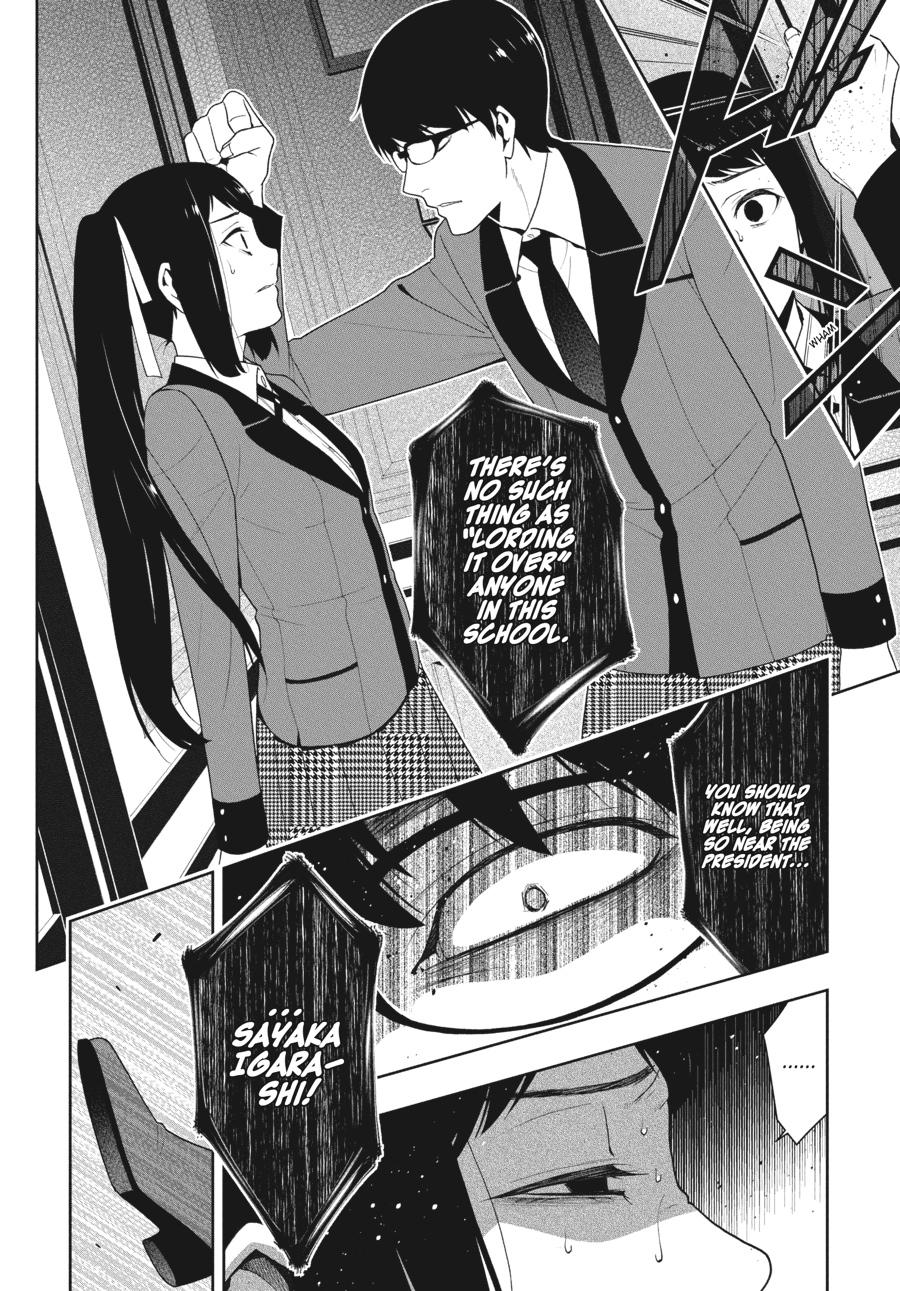 WHAM
THERE'S
NO SUCH
THING AS
"LORDING
IT OVER"
ANYONE
IN THIS
SCHOOL.
YOU SHOULD
KNOW THAT
WELL, BEING
SO NEAR THE
PRESIDENT...
...
SAYAKA
IGARA-
SHI!
......